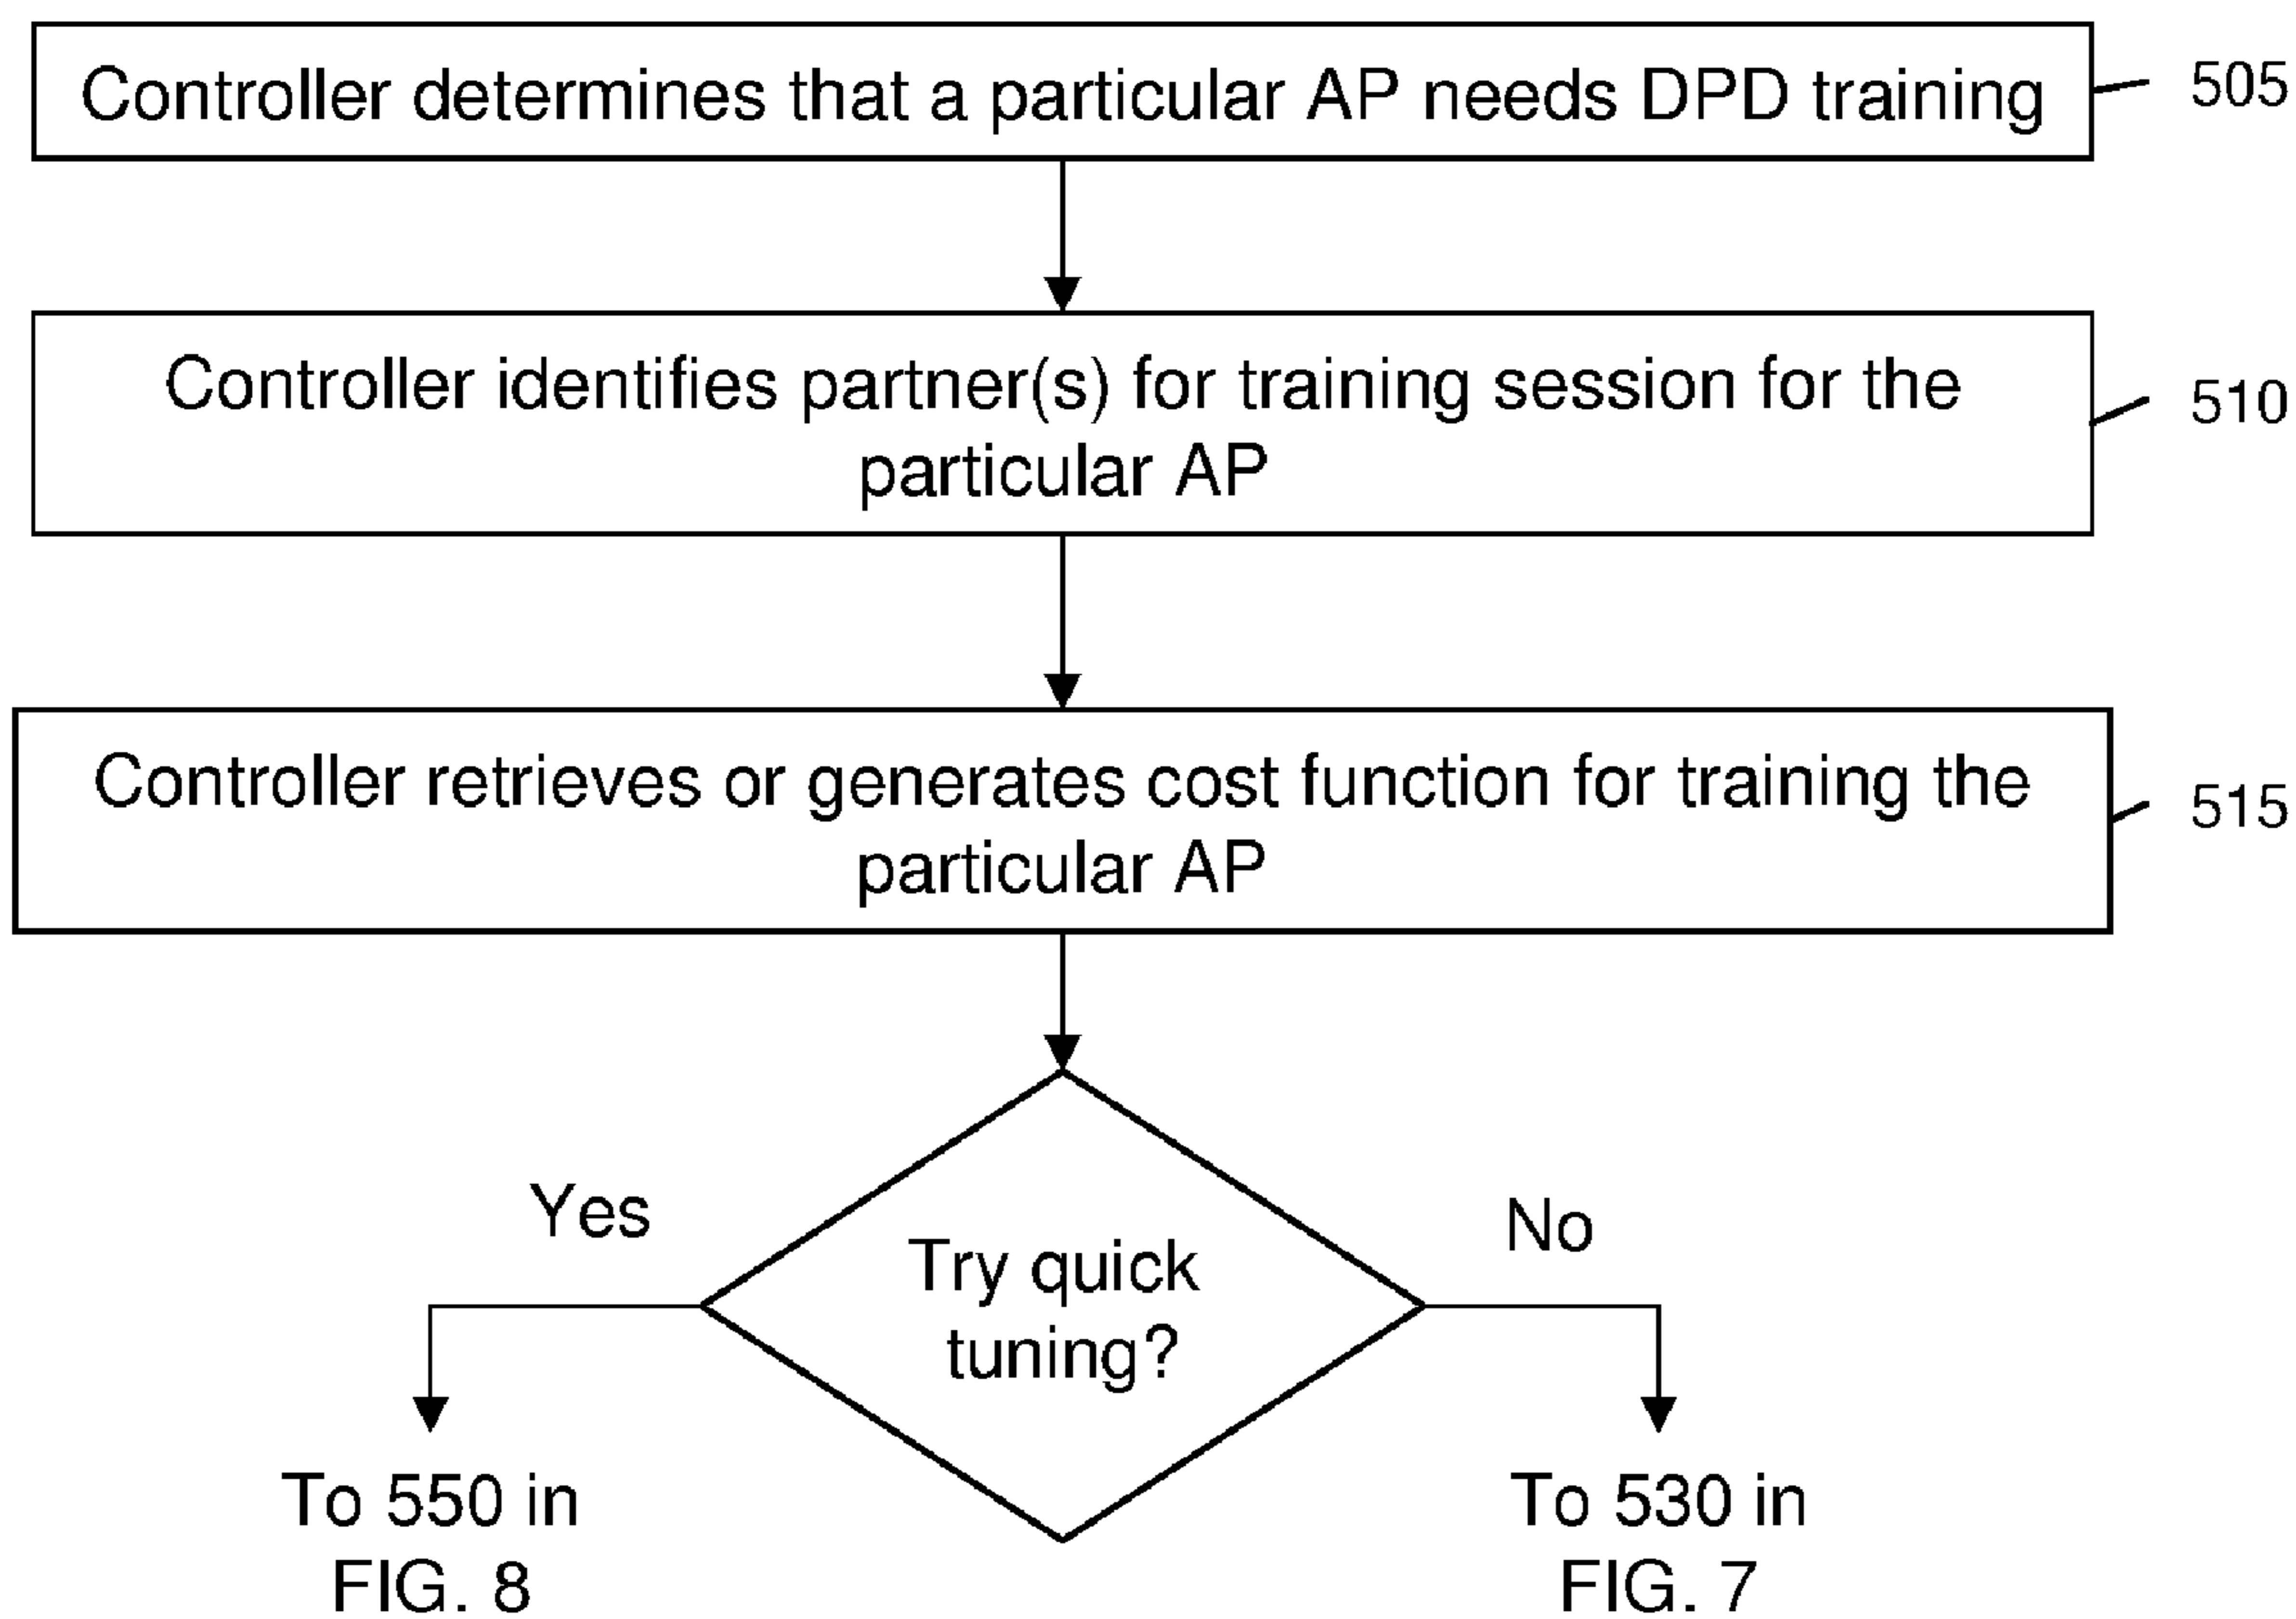 Controller determines that a particular AP needs DPD training
505
Controller identifies partner(s) for training session for the
particular AP
510
Controller retrieves or generates cost function for training the
particular AP
515
Try quick
tuning?
Yes
No
To 550 in
FIG. 8
To 530 in
FIG. 7